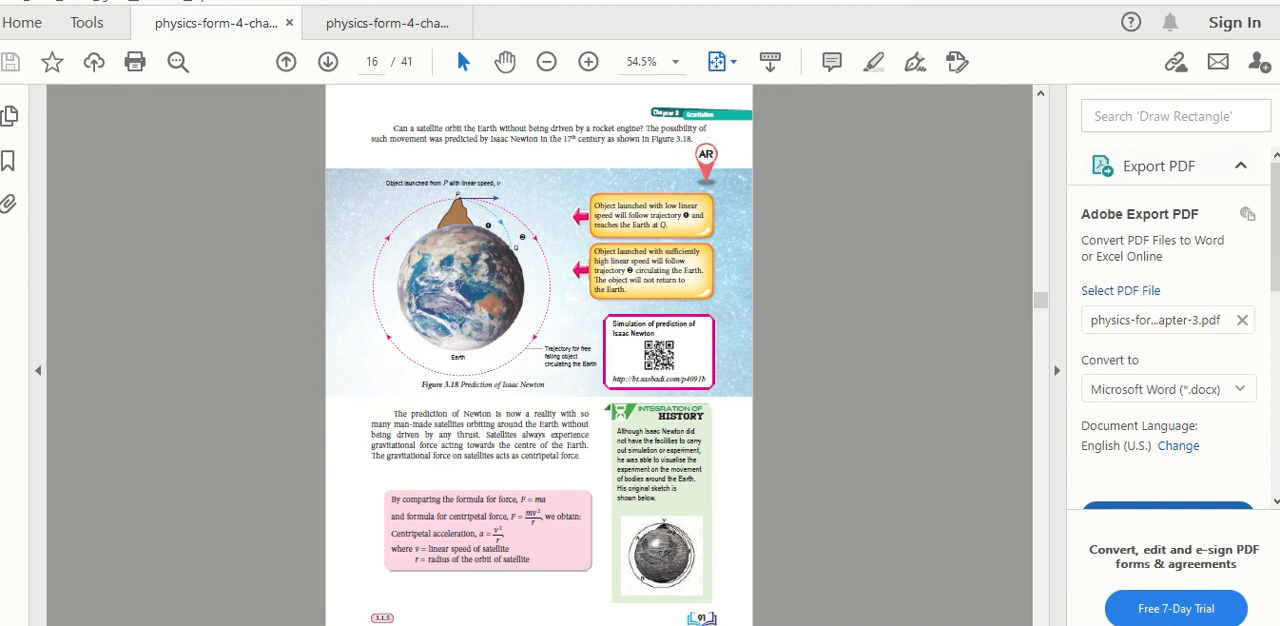 Home Tools physics-form-4-cha... × physics-form-4-cha... Sign In
16 / 41 54.5%
Chapter 3 Gravitation
Can a satellite orbit the Earth without being driven by a rocket engine? The possibility of
such movement was predicted by Isaac Newton in the 17th century as shown in Figure 3.18.
AR
Object launched from P with linear speed, v
P
1
2
Q
Earth
Trajectory for free
falling object
circulating the Earth
Figure 3.18 Prediction of Isaac Newton
Object launched with low linear
speed will follow trajectory 1 and
reaches the Earth at Q.
Object launched with sufficiently
high linear speed will follow
trajectory 2 circulating the Earth.
The object will not return to
the Earth.
Simulation of prediction of
Isaac Newton
http://bt.sasbadi.com/p4091b
The prediction of Newton is now a reality with so
many man-made satellites orbiting around the Earth without
being driven by any thrust. Satellites always experience
gravitational force acting towards the centre of the Earth.
The gravitational force on satellites acts as centripetal force.
By comparing the formula for force, F = ma
and formula for centripetal force, F = mv²/r, we obtain:
Centripetal acceleration, a = v²/r,
where v = linear speed of satellite
r = radius of the orbit of satellite
INTEGRATION OF
HISTORY
Although Isaac Newton did
not have the facilities to carry
out simulation or experiment,
he was able to visualise the
experiment on the movement
of bodies around the Earth.
His original sketch is
shown below.
3.1.5
91
Search 'Draw Rectangle'
Export PDF
Adobe Export PDF
Convert PDF Files to Word
or Excel Online
Select PDF File
physics-for...apter-3.pdf
Convert to
Microsoft Word (*.docx)
Document Language:
English (U.S.) Change
Convert, edit and e-sign PDF
forms & agreements
Free 7-Day Trial